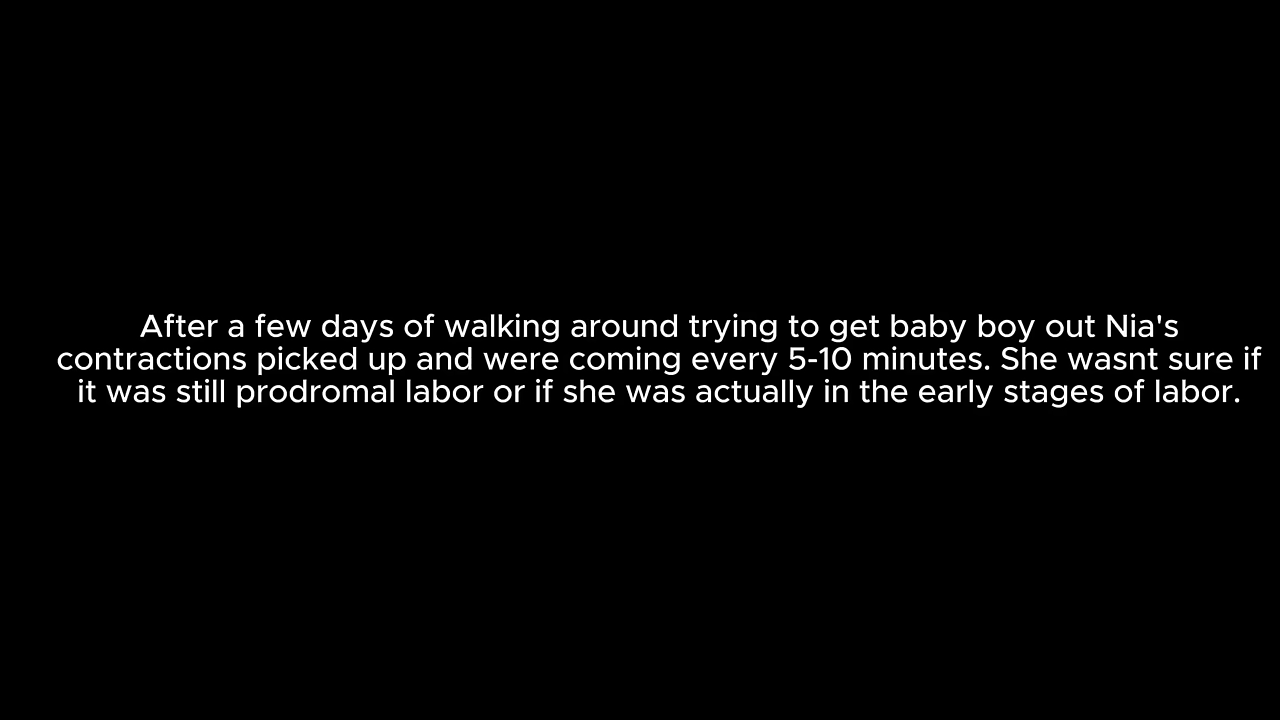 After a few days of walking around trying to get baby boy out Nia's
contractions picked up and were coming every 5-10 minutes. She wasnt sure if
it was still prodromal labor or if she was actually in the early stages of labor.